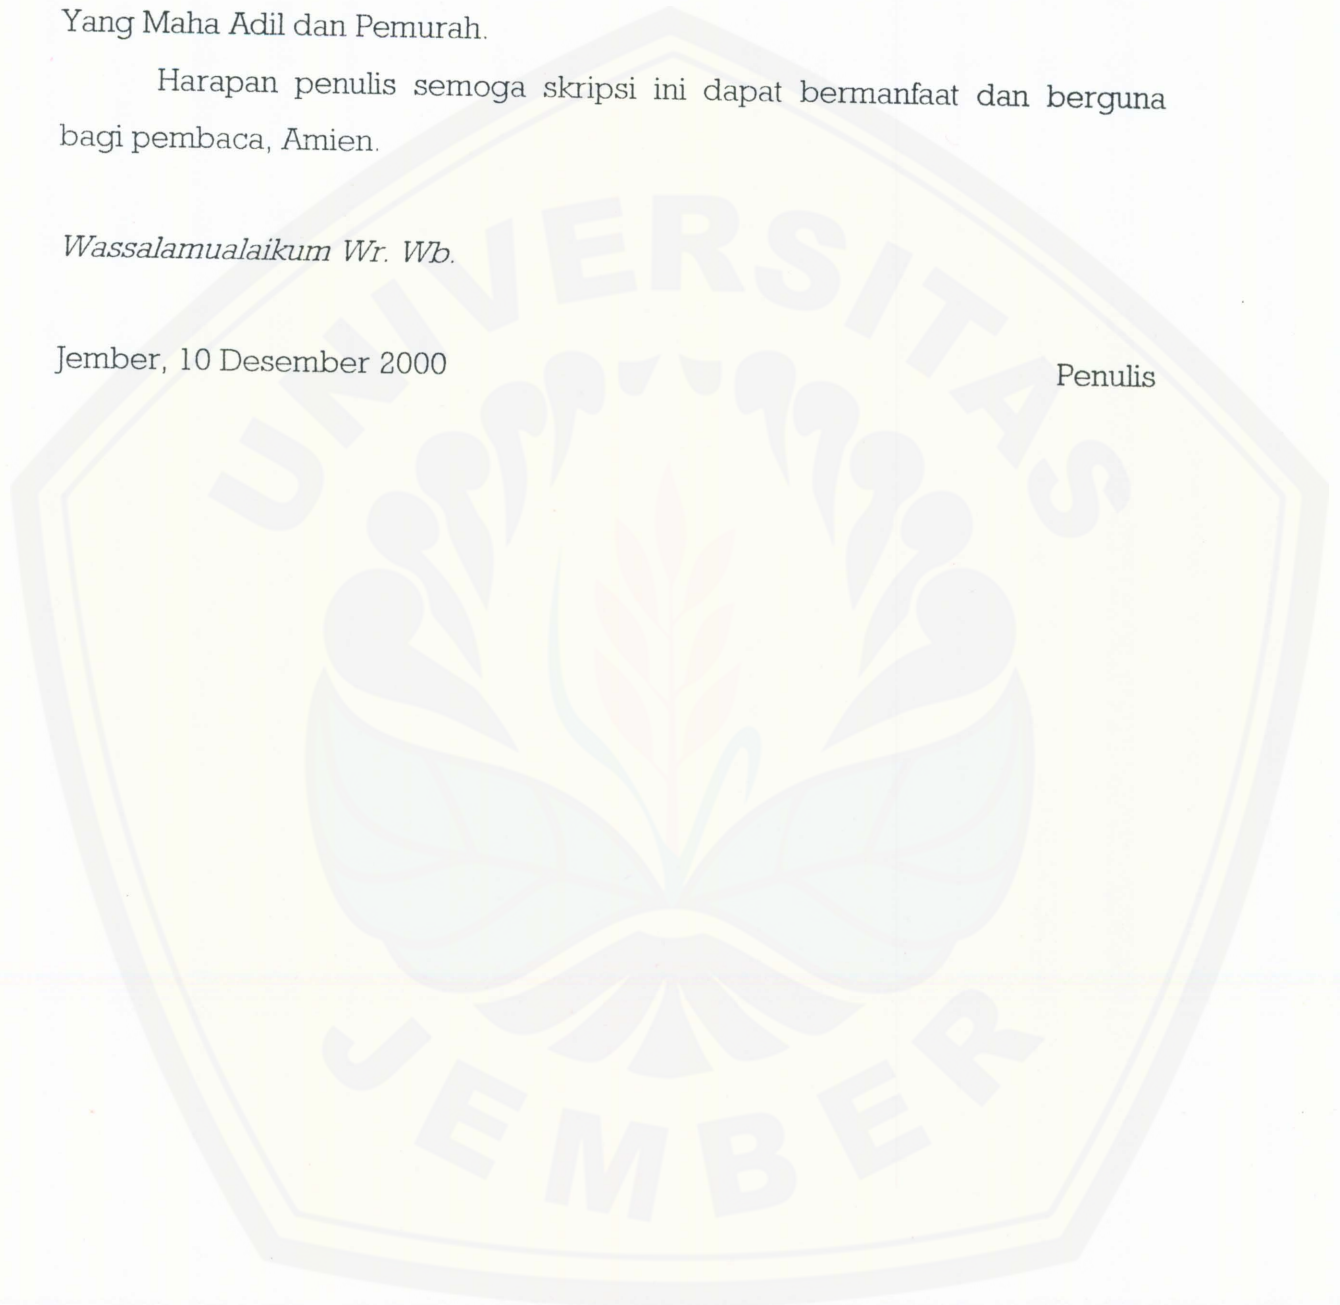 Yang Maha Adil dan Pemurah.
Harapan penulis semoga skripsi ini dapat bermanfaat dan berguna
bagi pembaca, Amien.
Wassalamualaikum Wr. Wb.
Jember, 10 Desember 2000
Penulis
UNIVERSITAS
JEMBER